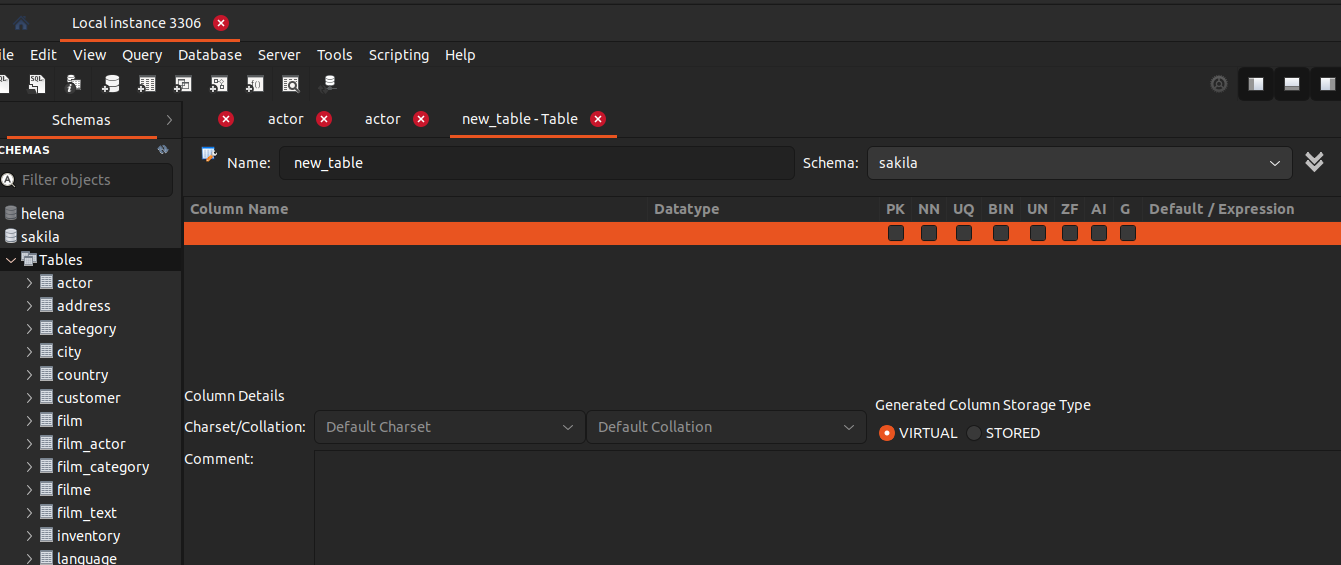 Local instance 3306
ile Edit View Query Database Server Tools Scripting Help
Schemas
actor
actor
new_table - Table
CHEMAS
Filter objects
helena
sakila
Tables
actor
address
category
city
country
customer
film
film_actor
film_category
filme
film_text
inventory
language
Name: new_table
Schema: sakila
Column Name Datatype PK NN UQ BIN UN ZF AI G Default / Expression
Column Details
Charset/Collation: Default Charset Default Collation
Generated Column Storage Type
VIRTUAL STORED
Comment: